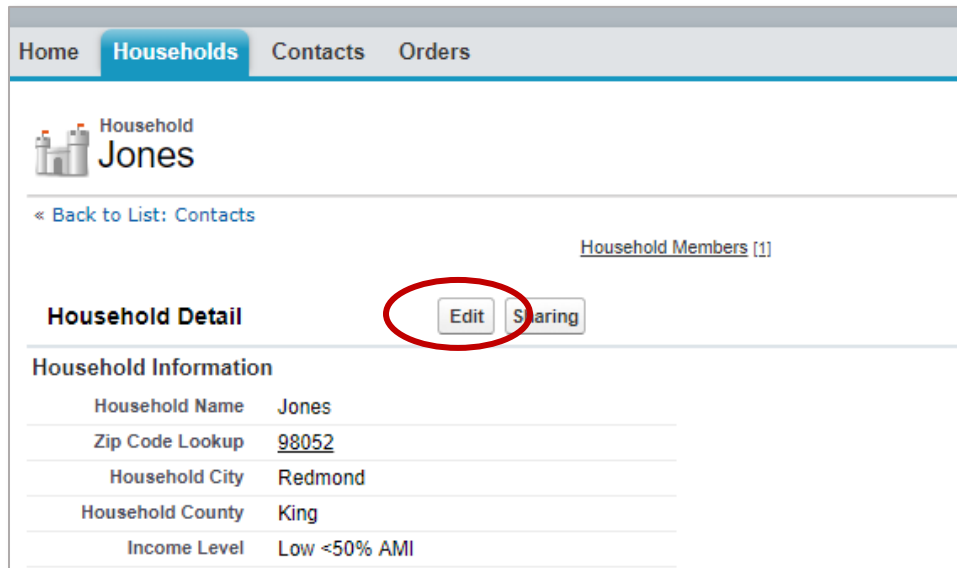 Home Households Contacts Orders
Household
Jones
« Back to List: Contacts
Household Members [1]
Household Detail Edit Sharing
Household Information
Household Name Jones
Zip Code Lookup 98052
Household City Redmond
Household County King
Income Level Low <50% AMI